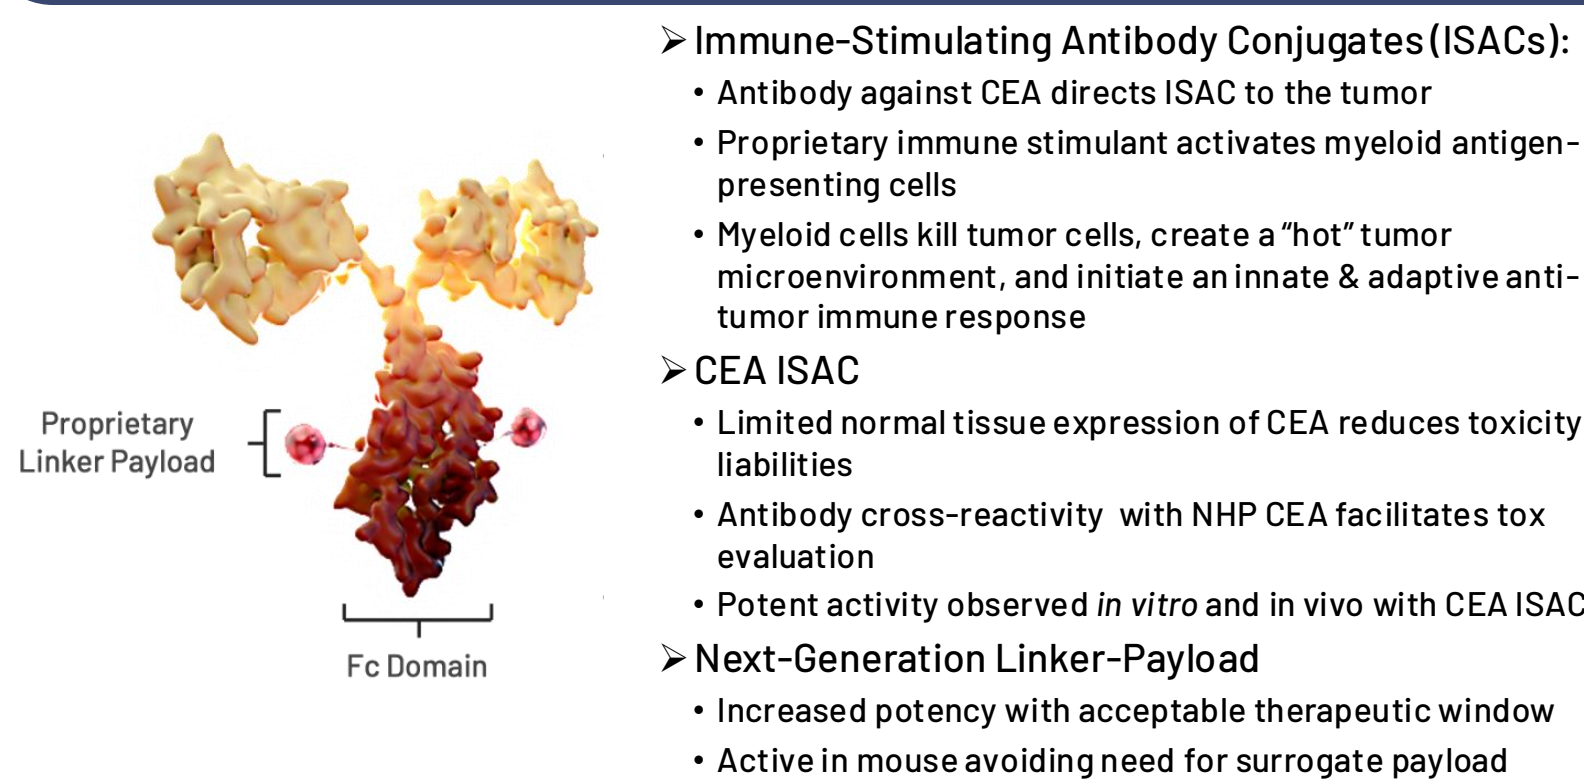 ➢ Immune-Stimulating Antibody Conjugates (ISACs):
• Antibody against CEA directs ISAC to the tumor
• Proprietary immune stimulant activates myeloid antigen-
presenting cells
• Myeloid cells kill tumor cells, create a “hot” tumor
microenvironment, and initiate an innate & adaptive anti-
tumor immune response
➢ CEA ISAC
• Limited normal tissue expression of CEA reduces toxicity
liabilities
• Antibody cross-reactivity with NHP CEA facilitates tox
evaluation
• Potent activity observed in vitro and in vivo with CEA ISAC
➢ Next-Generation Linker-Payload
• Increased potency with acceptable therapeutic window
• Active in mouse avoiding need for surrogate payload
Proprietary
Linker Payload
Fc Domain